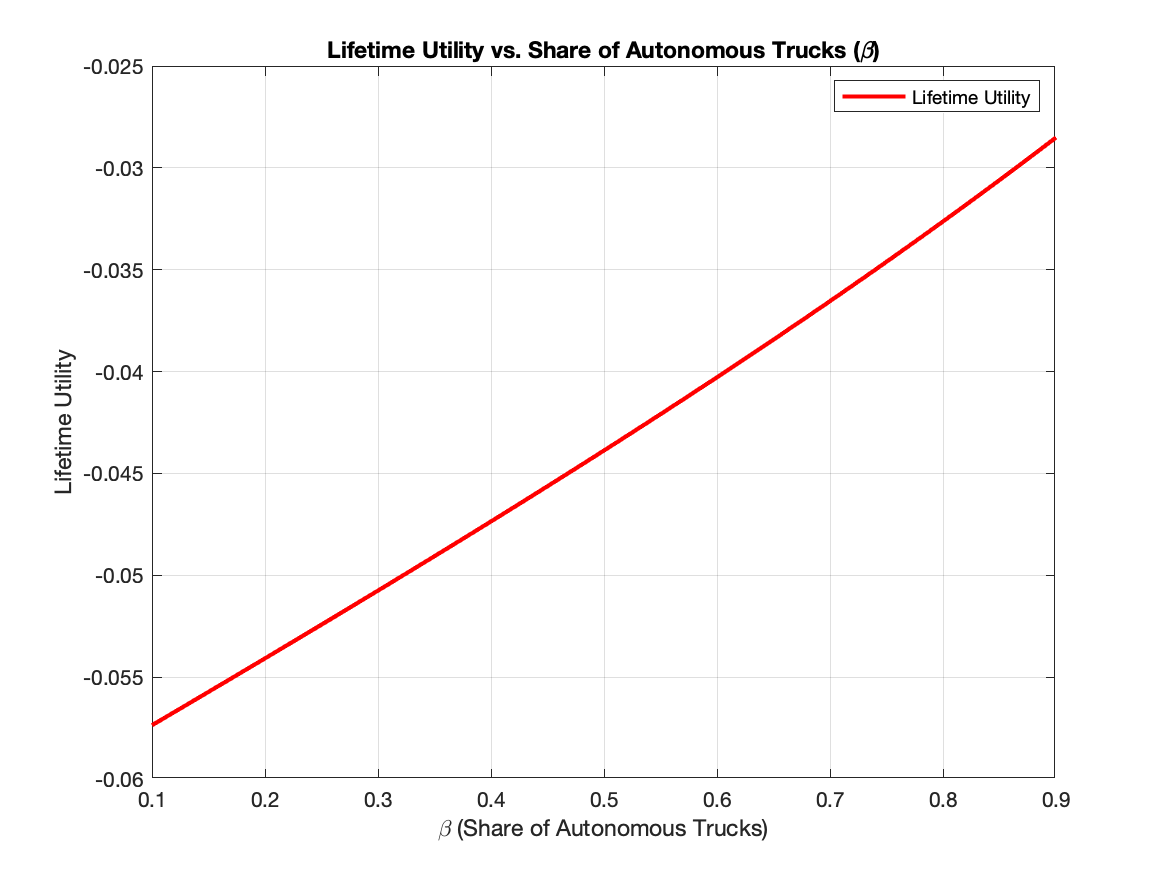 Lifetime Utility vs. Share of Autonomous Trucks (β)
-0.025
Lifetime Utility
-0.03
-0.035
-0.04
-0.045
-0.05
-0.055
-0.06
Lifetime Utility
0.1 0.2 0.3 0.4 0.5 0.6 0.7 0.8 0.9
β (Share of Autonomous Trucks)